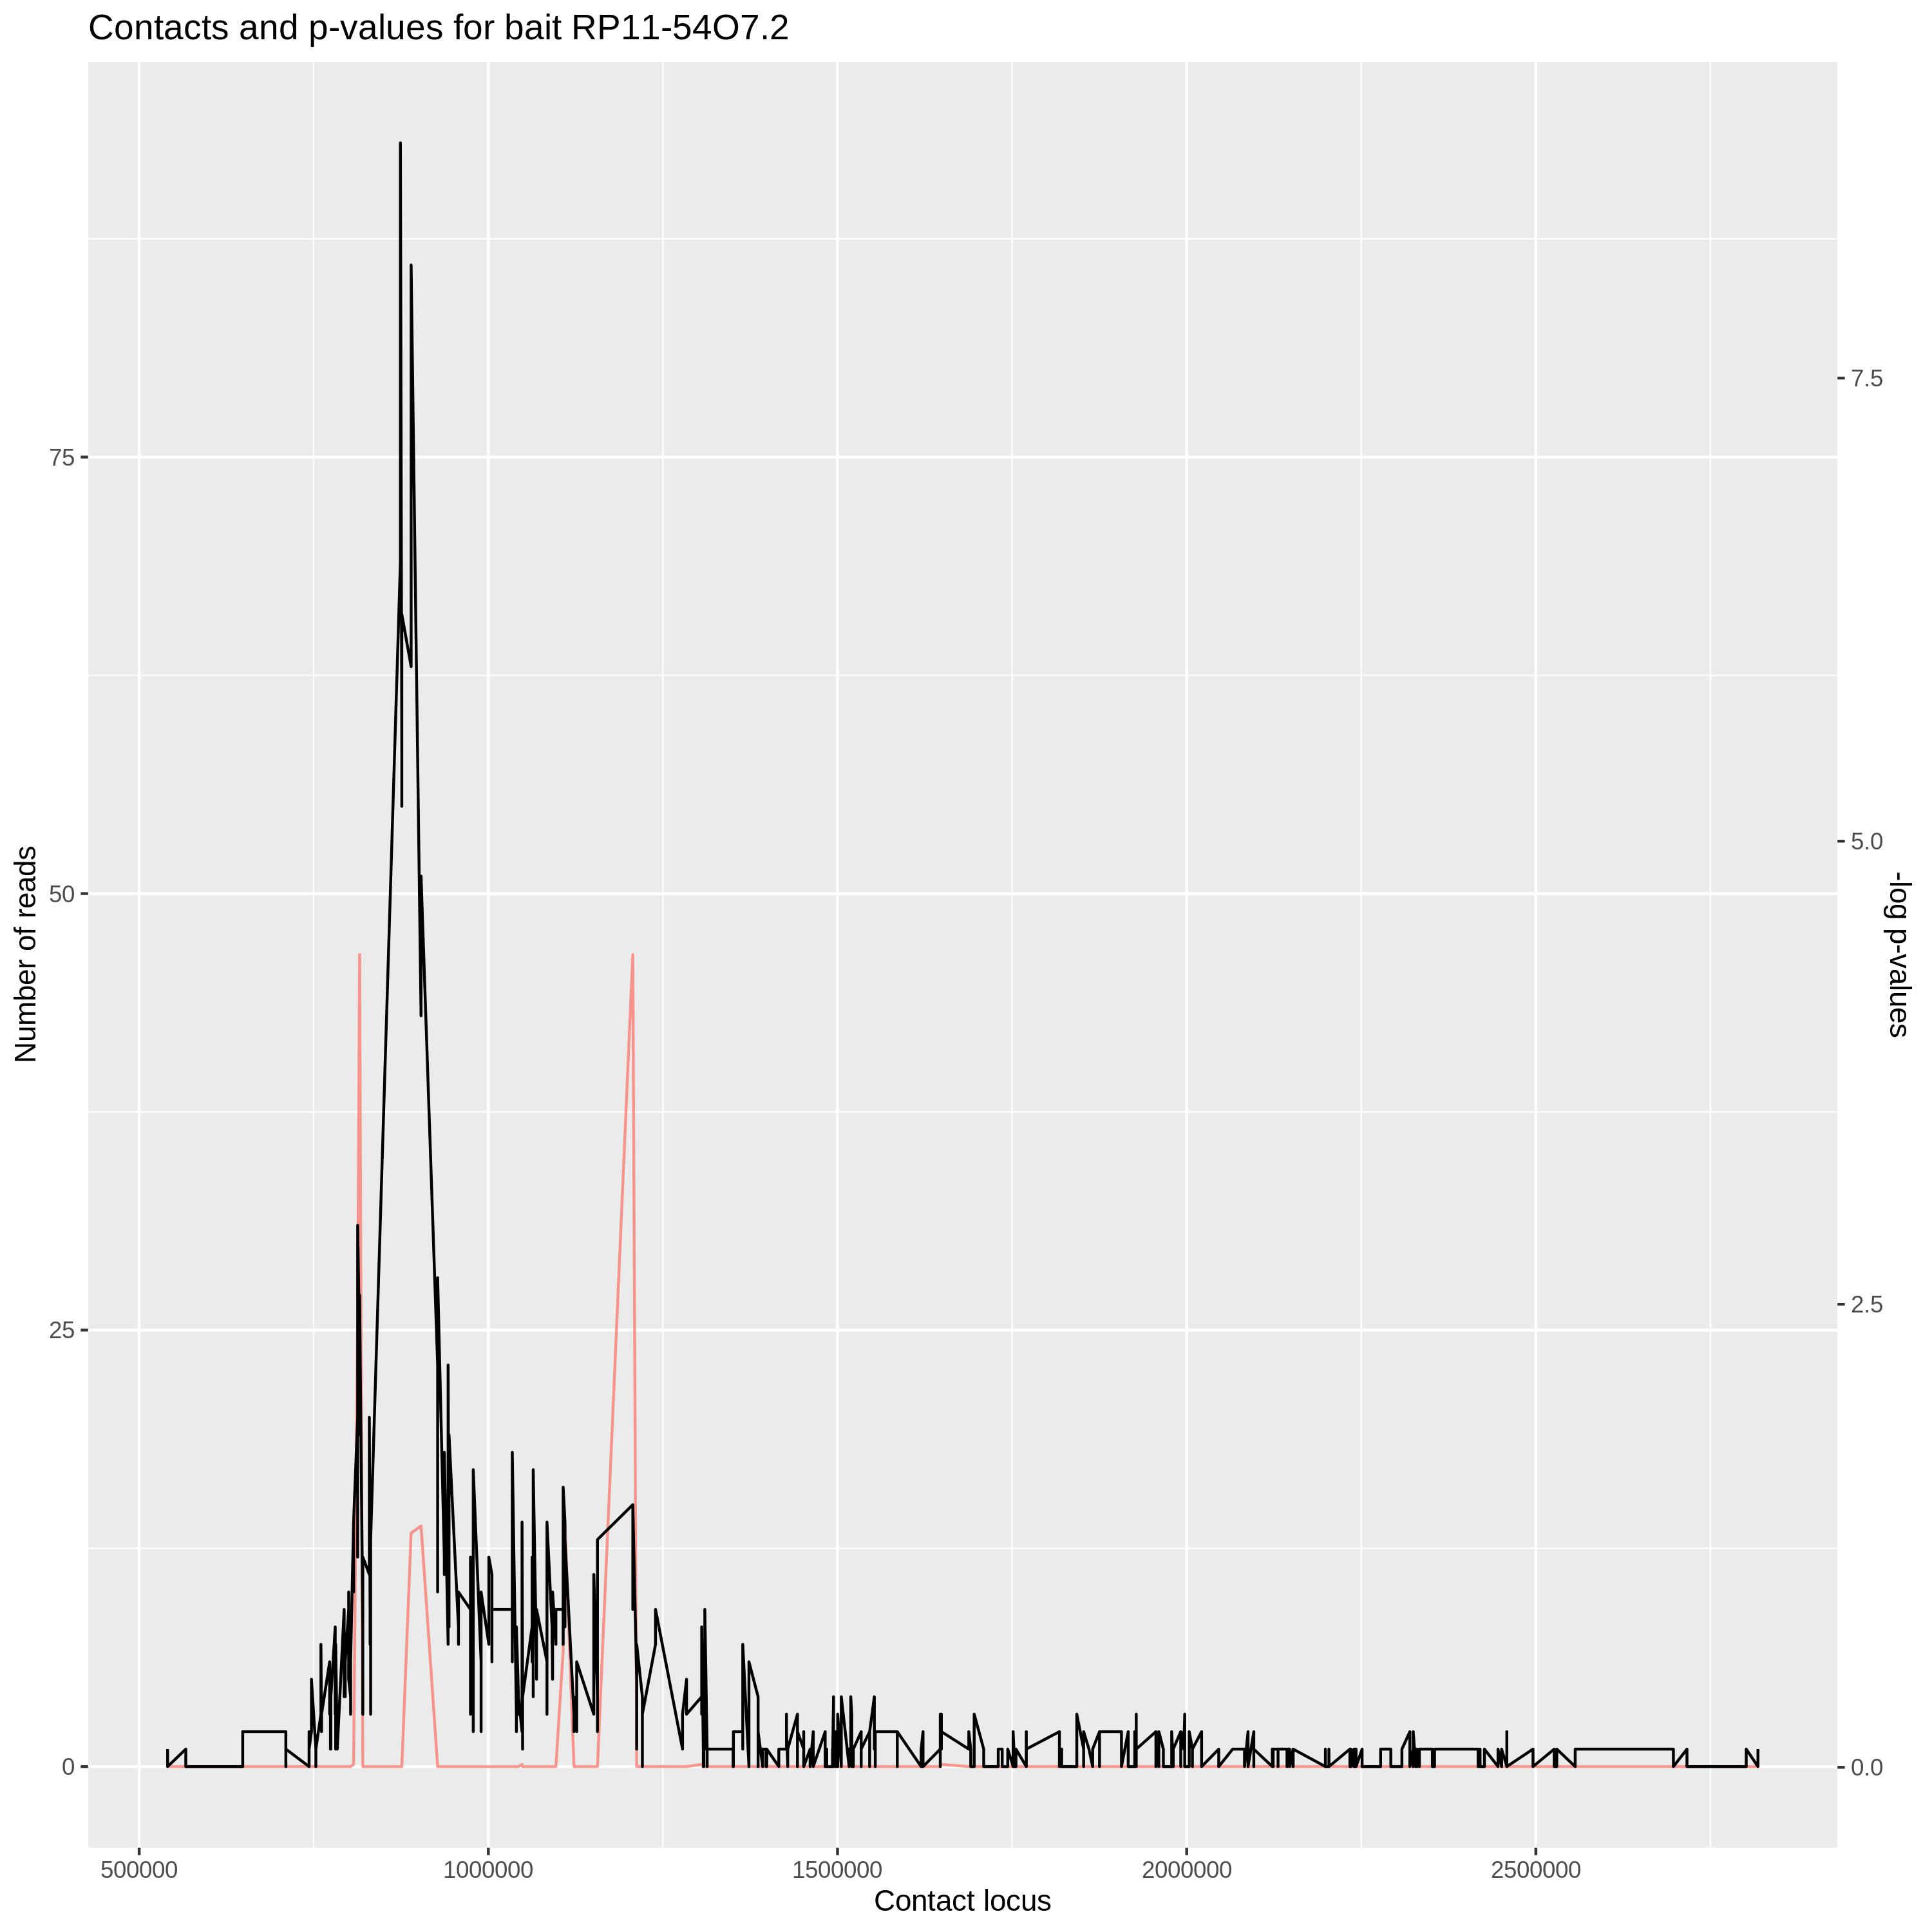 Contacts and p-values for bait RP11-54O7.2
Number of reads
75
50
25
0
7.5
5.0
2.5
0.0
-log p-values
500000 1000000 1500000 2000000 2500000
Contact locus